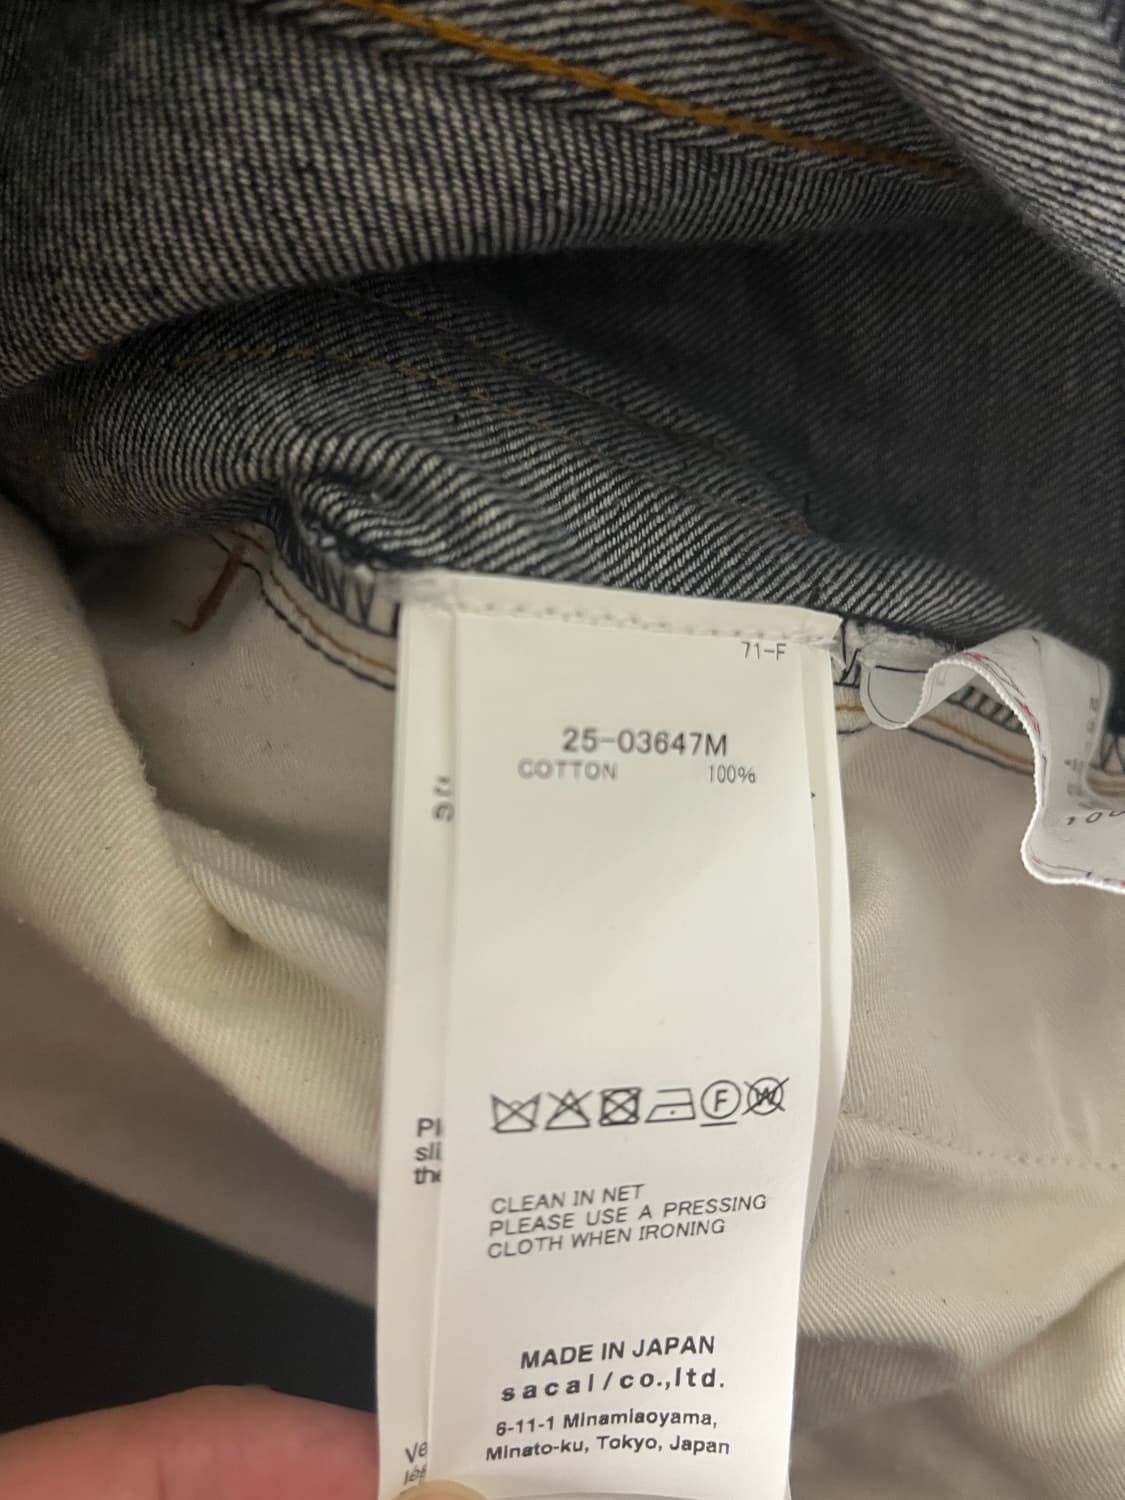 71-F
25-03647M
COTTON 100%
F
W
CLEAN IN NET
PLEASE USE A PRESSING
CLOTH WHEN IRONING
MADE IN JAPAN
sacai/co.,ltd.
6-11-1 Minamiaoyama,
Minato-ku, Tokyo, Japan